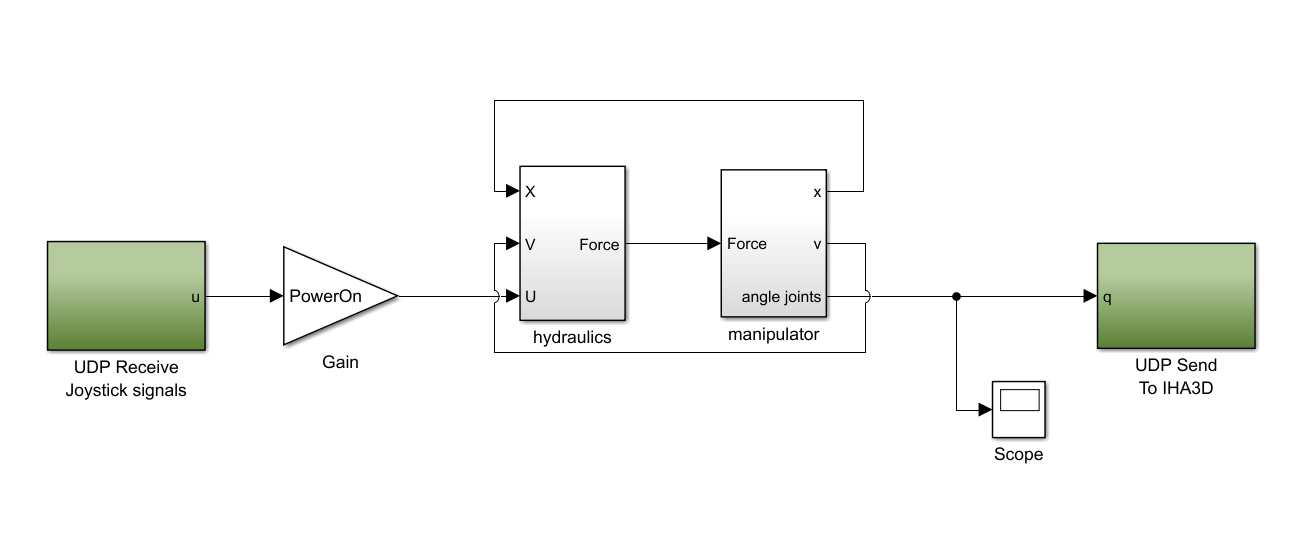 X
x
V
Force
Force
v
u
PowerOn
U
angle joints
q
hydraulics
manipulator
UDP Receive
Joystick signals
Gain
UDP Send
To IHA3D
Scope